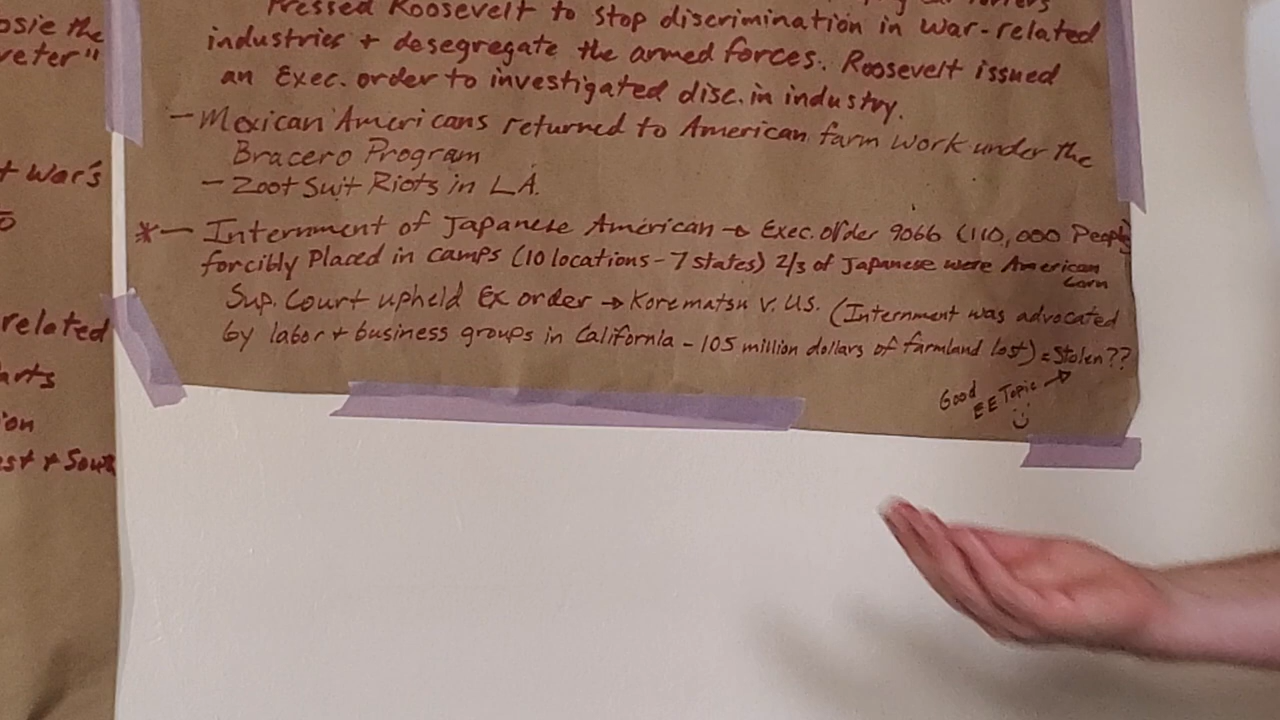 osie the
veter"
t war's
related
arts
ion
est + South
Pressed Roosevelt to stop discrimination in war-related
industries + desegregate the armed forces. Roosevelt issued
an Exec. order to investigated disc. in industry.
- Mexican Americans returned to American farm work under the
Bracero Program
- Zoot Suit Riots in L.A.
*- Internment of Japanese American → Exec. order 9066 (110,000 People
forcibly Placed in camps (10 locations - 7 states) 2/3 of Japanese were American
born
Sup. Court upheld Ex order → Korematsu v. U.S. (Internment was advocated
by labor + business groups in California - 105 million dollars of farmland lost) = Stolen??
Good
EE Topic →